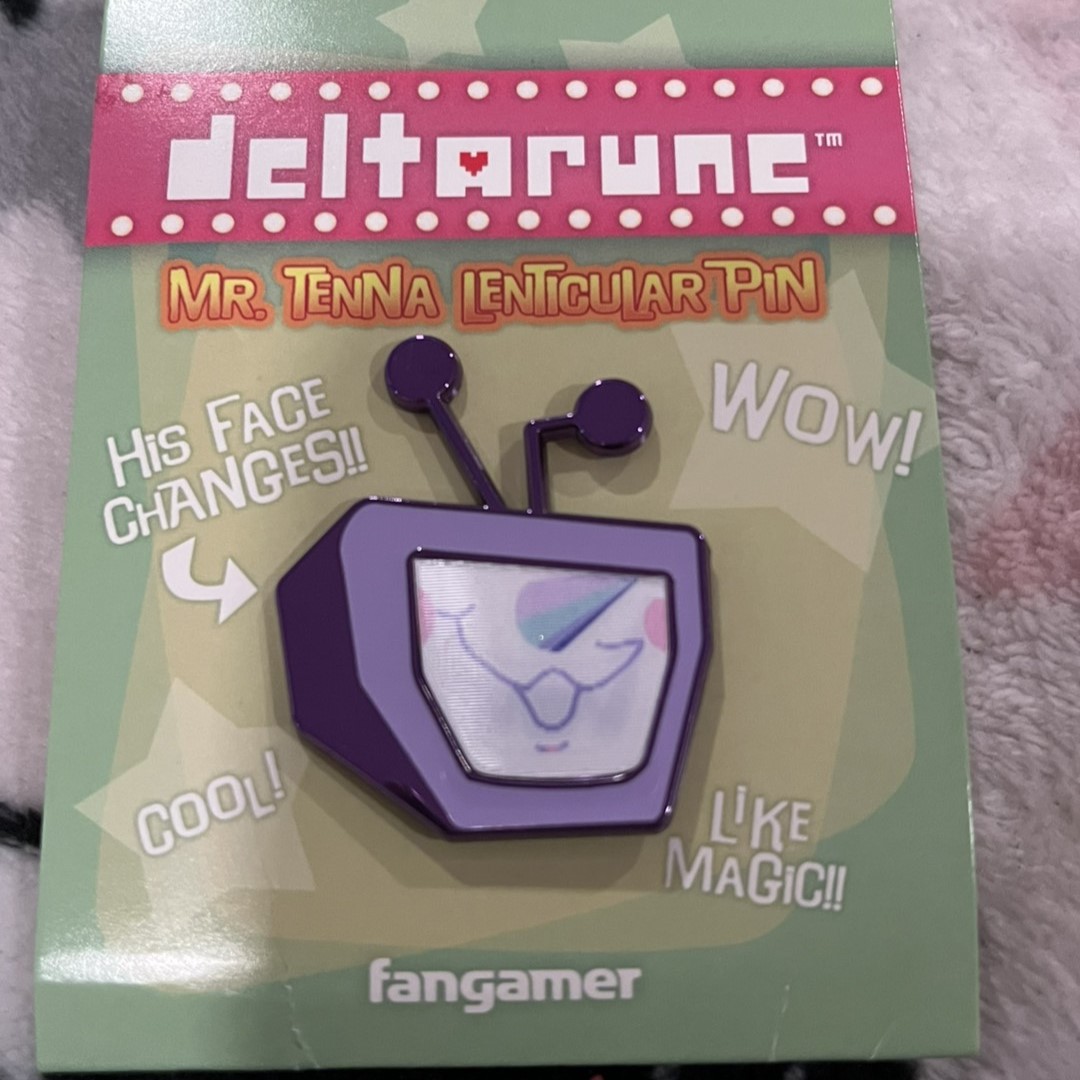 deltarune™
MR. TENNA LENTICULAR PIN
HiS FACE
CHANGES!!
WOW!
COOL!
LiKE
MAGiC!!
fangamer